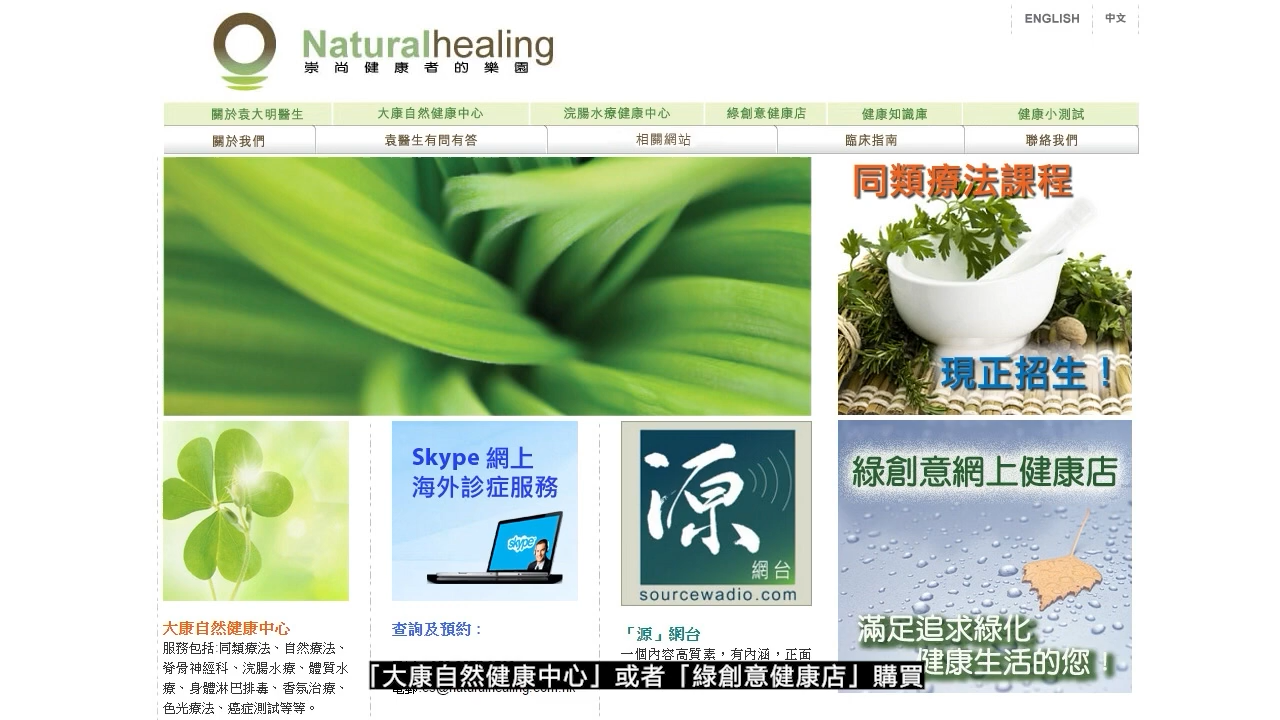 ENGLISH
中文
Naturalhealing
崇尚健康者的樂園
關於袁大明醫生
大康自然健康中心
浣腸水療健康中心
綠創意健康店
健康知識庫
健康小測試
關於我們
袁醫生有問有答
相關網站
臨床指南
聯絡我們
同類療法課程
現正招生！
Skype 網上
海外診症服務
skype
源
網台
sourcewadio.com
綠創意網上健康店
滿足追求綠化
健康生活的您！
大康自然健康中心
服務包括:同類療法、自然療法、
脊骨神經科、浣腸水療、體質水
療、身體淋巴排毒、香氛治療、
色光療法、癌症測試等等。
查詢及預約：
「源」網台
一個內容高質素，有內涵，正面
「大康自然健康中心」或者「綠創意健康店」購買